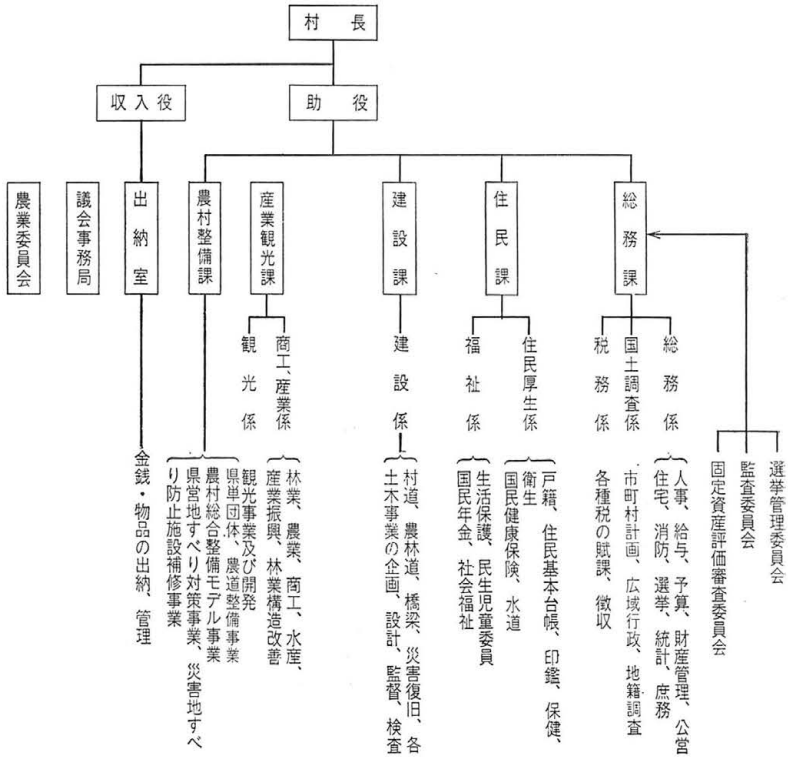 村長
収入役
助役
総務課
住民課
建設課
産業観光課
農村整備課
出納室
議会事務局
農業委員会
総務係
国土調査係
税務係
住民厚生係
福祉係
建設係
商工、産業係
観光係
選挙管理委員会
監査委員会
固定資産評価審査委員会
人事、給与、予算、財産管理、公営
住宅、消防、選挙、統計、庶務
市町村計画、広域行政、地籍調査
各種税の賦課、徴収
戸籍、住民基本台帳、印鑑、保健、
衛生
国民健康保険、水道
生活保護、民生児童委員
国民年金、社会福祉
村道、農林道、橋梁、災害復旧、各
土木事業の企画、設計、監督、検査
林業、農業、商工、水産、
産業振興、林業構造改善
観光事業及び開発
県単団体、農道整備事業
農村総合整備モデル事業
県営地すべり対策事業、災害地すべ
り防止施設補修事業
金銭・物品の出納、管理